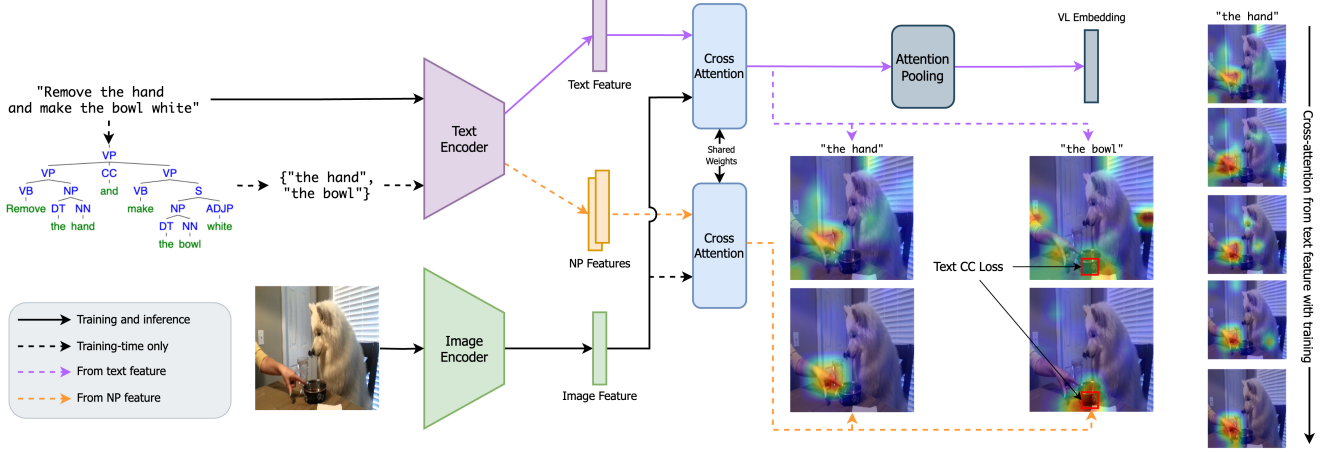 "Remove the hand
and make the bowl white"
VP
VP CC VP
VB NP and VB S
Remove DT NN make NP ADJP
the hand DT NN white
the bowl
{"the hand",
"the bowl"}
Text
Encoder
Text Feature
NP Features
Image
Encoder
Image Feature
Cross
Attention
Shared
Weights
Cross
Attention
Attention
Pooling
VL Embedding
"the hand"
"the bowl"
Text CC Loss
"the hand"
Cross-attention from text feature with training
Training and inference
Training-time only
From text feature
From NP feature